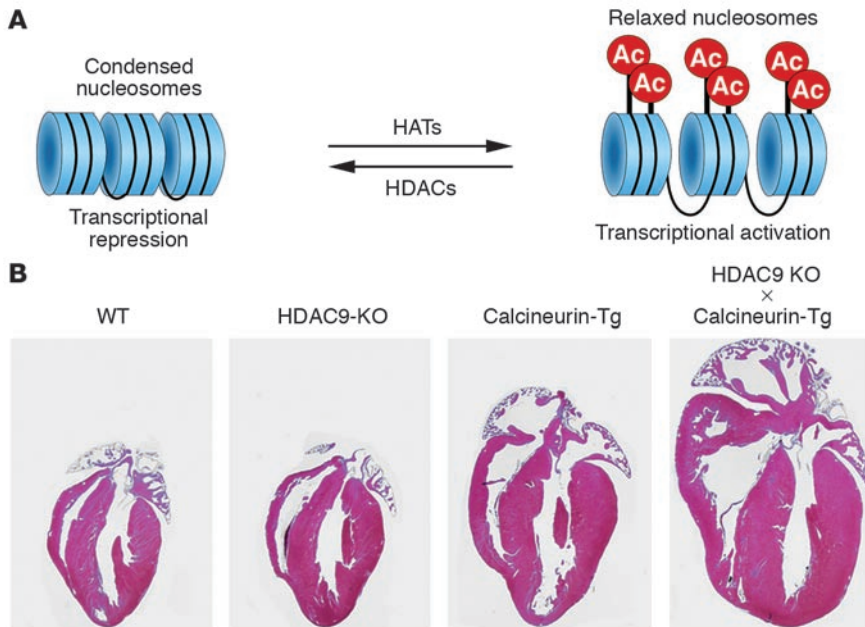 A
Condensed
nucleosomes
Transcriptional
repression
HATs
HDACs
Relaxed nucleosomes
Ac
Ac
Ac
Ac
Ac
Ac
Transcriptional activation
B
WT
HDAC9-KO
Calcineurin-Tg
HDAC9 KO
×
Calcineurin-Tg